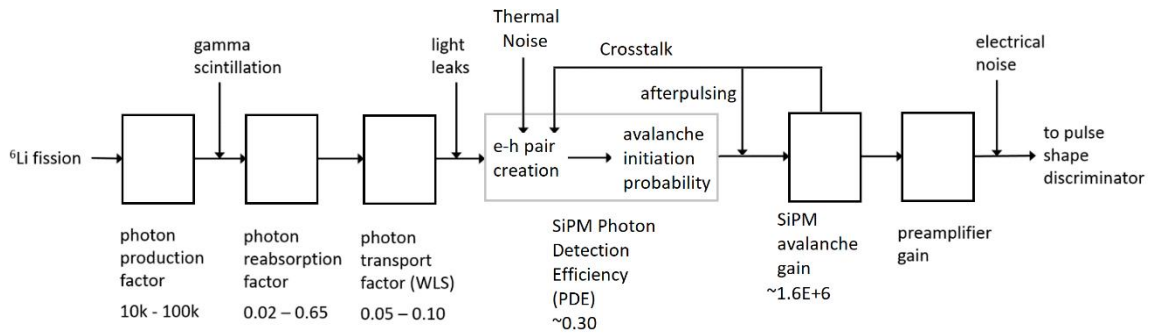 gamma
scintillation
light
leaks
Thermal
Noise
Crosstalk
afterpulsing
electrical
noise
⁶Li fission
e-h pair
creation
avalanche
initiation
probability
to pulse
shape
discriminator
photon
production
factor
10k - 100k
photon
reabsorption
factor
0.02 – 0.65
photon
transport
factor (WLS)
0.05 – 0.10
SiPM Photon
Detection
Efficiency
(PDE)
~0.30
SiPM
avalanche
gain
~1.6E+6
preamplifier
gain